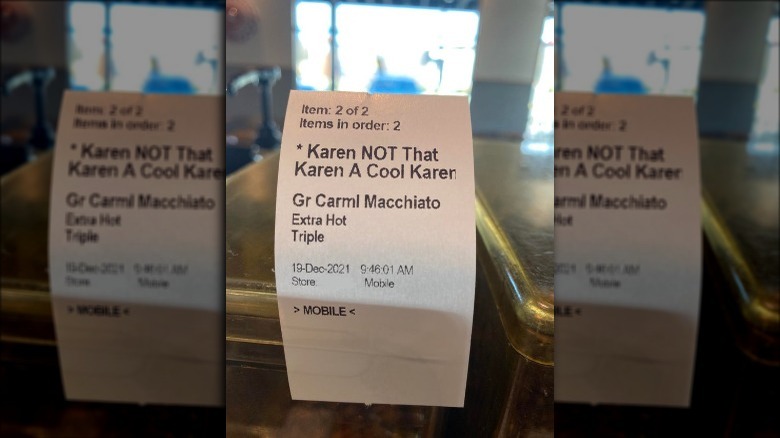 Item: 2 of 2
Items in order: 2
* Karen NOT That
Karen A Cool Karen
Gr Carml Macchiato
Extra Hot
Triple
19-Dec-2021 9:46:01 AM
Store: Mobile
> MOBILE <